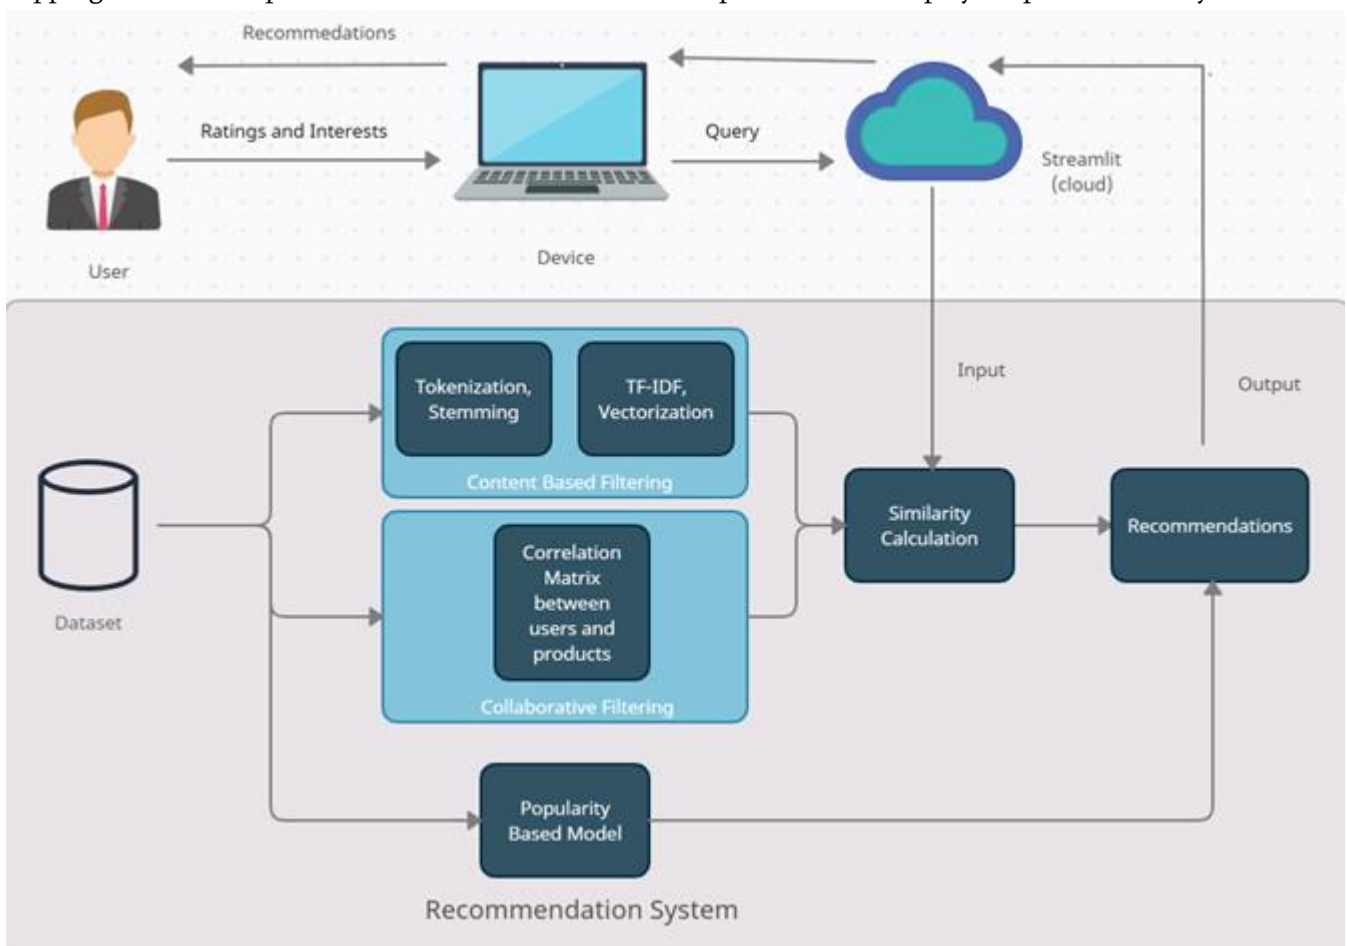 Recommedations
Ratings and Interests
Query
Streamlit
(cloud)
Device
User
Input
Output
Tokenization,
Stemming
TF-IDF,
Vectorization
Content Based Filtering
Similarity
Calculation
Recommendations
Correlation
Matrix
between
users and
products
Collaborative Filtering
Dataset
Popularity
Based Model
Recommendation System